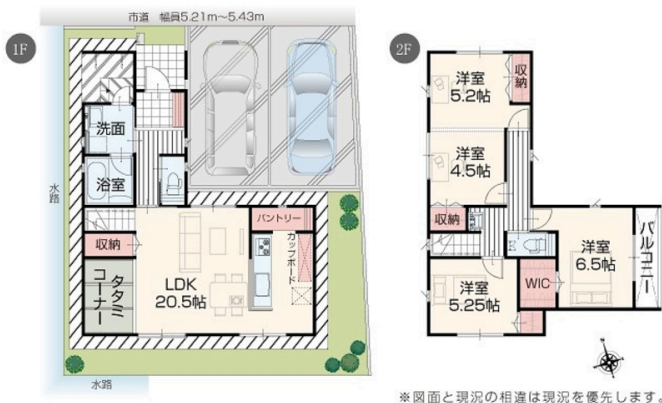 市道 幅員5.21m～5.43m
1F
洗面
浴室
水路
収納
タタミ
コーナー
LDK
20.5帖
パントリー
カップボード
水路
2F
洋室
5.2帖
収納
洋室
4.5帖
収納
洋室
5.25帖
WIC
洋室
6.5帖
バルコニー
※図面と現況の相違は現況を優先します。